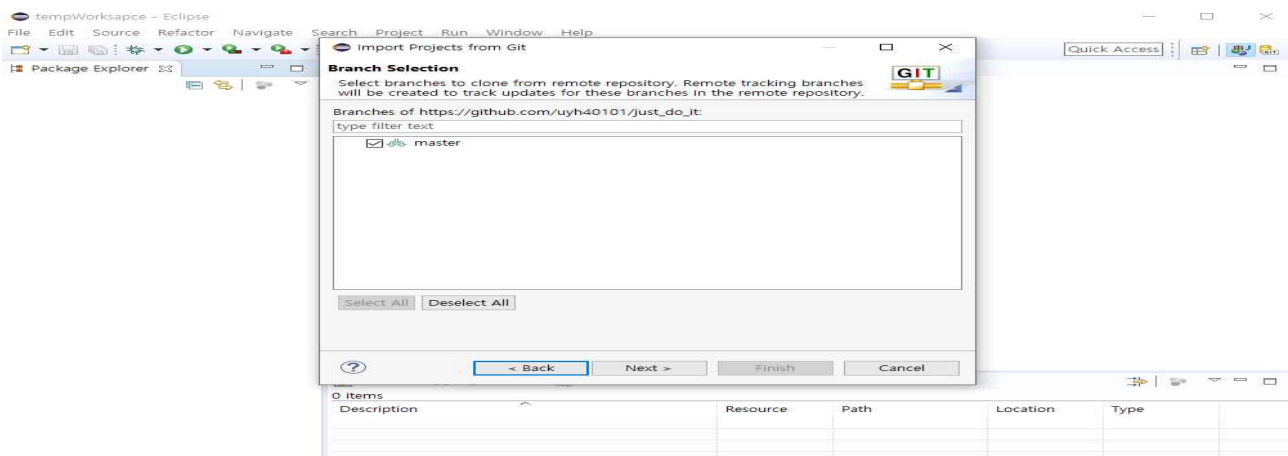 tempWorksapce - Eclipse
File Edit Source Refactor Navigate Search Project Run Window Help
Quick Access
Package Explorer
Import Projects from Git
Branch Selection
Select branches to clone from remote repository. Remote tracking branches
will be created to track updates for these branches in the remote repository.
GIT
Branches of https://github.com/uyh40101/just_do_it:
type filter text
master
Select All Deselect All
? < Back Next > Finish Cancel
0 items
Description Resource Path Location Type